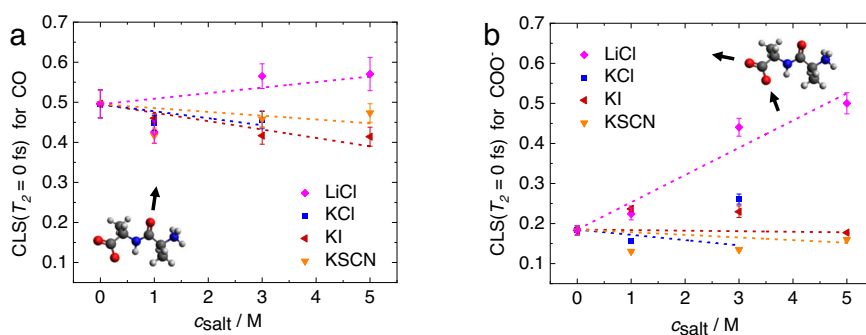 a
0.7
0.6
0.5
0.4
0.3
0.2
0.1
CLS(T₂ = 0 fs) for CO
LiCl
KCl
KI
KSCN
0 1 2 3 4 5
c_salt / M
b
0.7
0.6
0.5
0.4
0.3
0.2
0.1
CLS(T₂ = 0 fs) for COO⁻
LiCl
KCl
KI
KSCN
0 1 2 3 4 5
c_salt / M